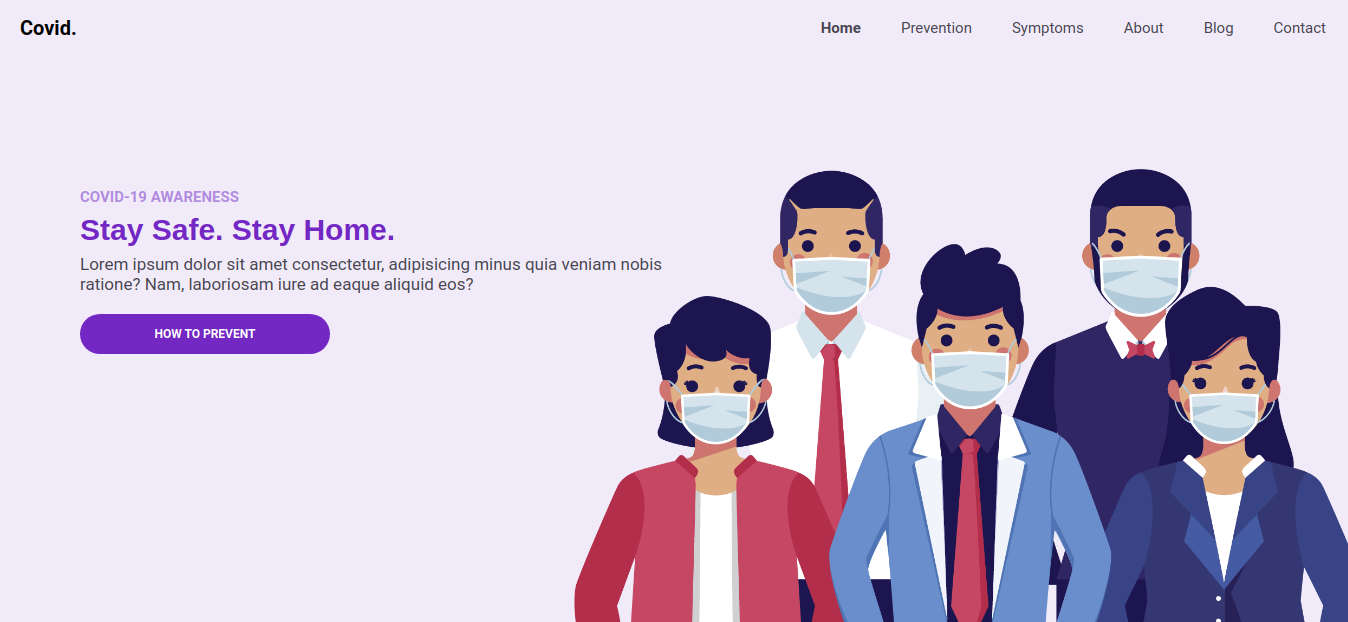 Covid.
Home Prevention Symptoms About Blog Contact
COVID-19 AWARENESS
Stay Safe. Stay Home.
Lorem ipsum dolor sit amet consectetur, adipisicing minus quia veniam nobis
ratione? Nam, laboriosam iure ad eaque aliquid eos?
HOW TO PREVENT